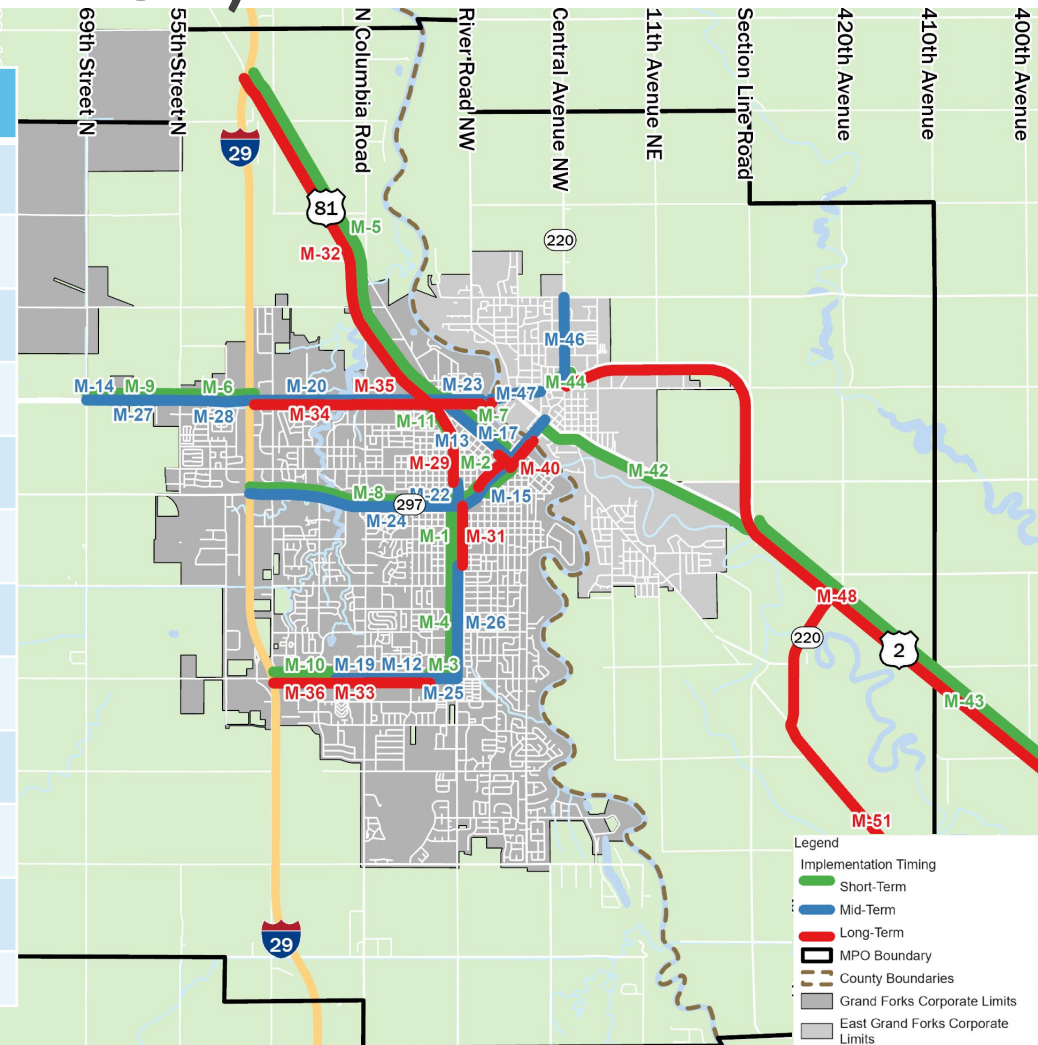 69th Street N
55th Street N
N Columbia Road
River Road NW
Central Avenue NW
11th Avenue NE
Section Line Road
420th Avenue
410th Avenue
400th Avenue
29
81
M-5
M-32
220
M-46
M-14
M-9
M-6
M-20
M-35
M-23
M-47
M-44
M-27
M-28
M-34
M-11
M-7
M13
M-17
M-29
M-2
M-40
M-42
M-8
M-22
M-15
297
M-24
M-1
M-31
M-48
M-4
M-26
220
2
M-10
M-19
M-12
M-3
M-36
M-33
M-25
M-43
M-51
29
Legend
Implementation Timing
Short-Term
Mid-Term
Long-Term
MPO Boundary
County Boundaries
Grand Forks Corporate Limits
East Grand Forks Corporate
Limits